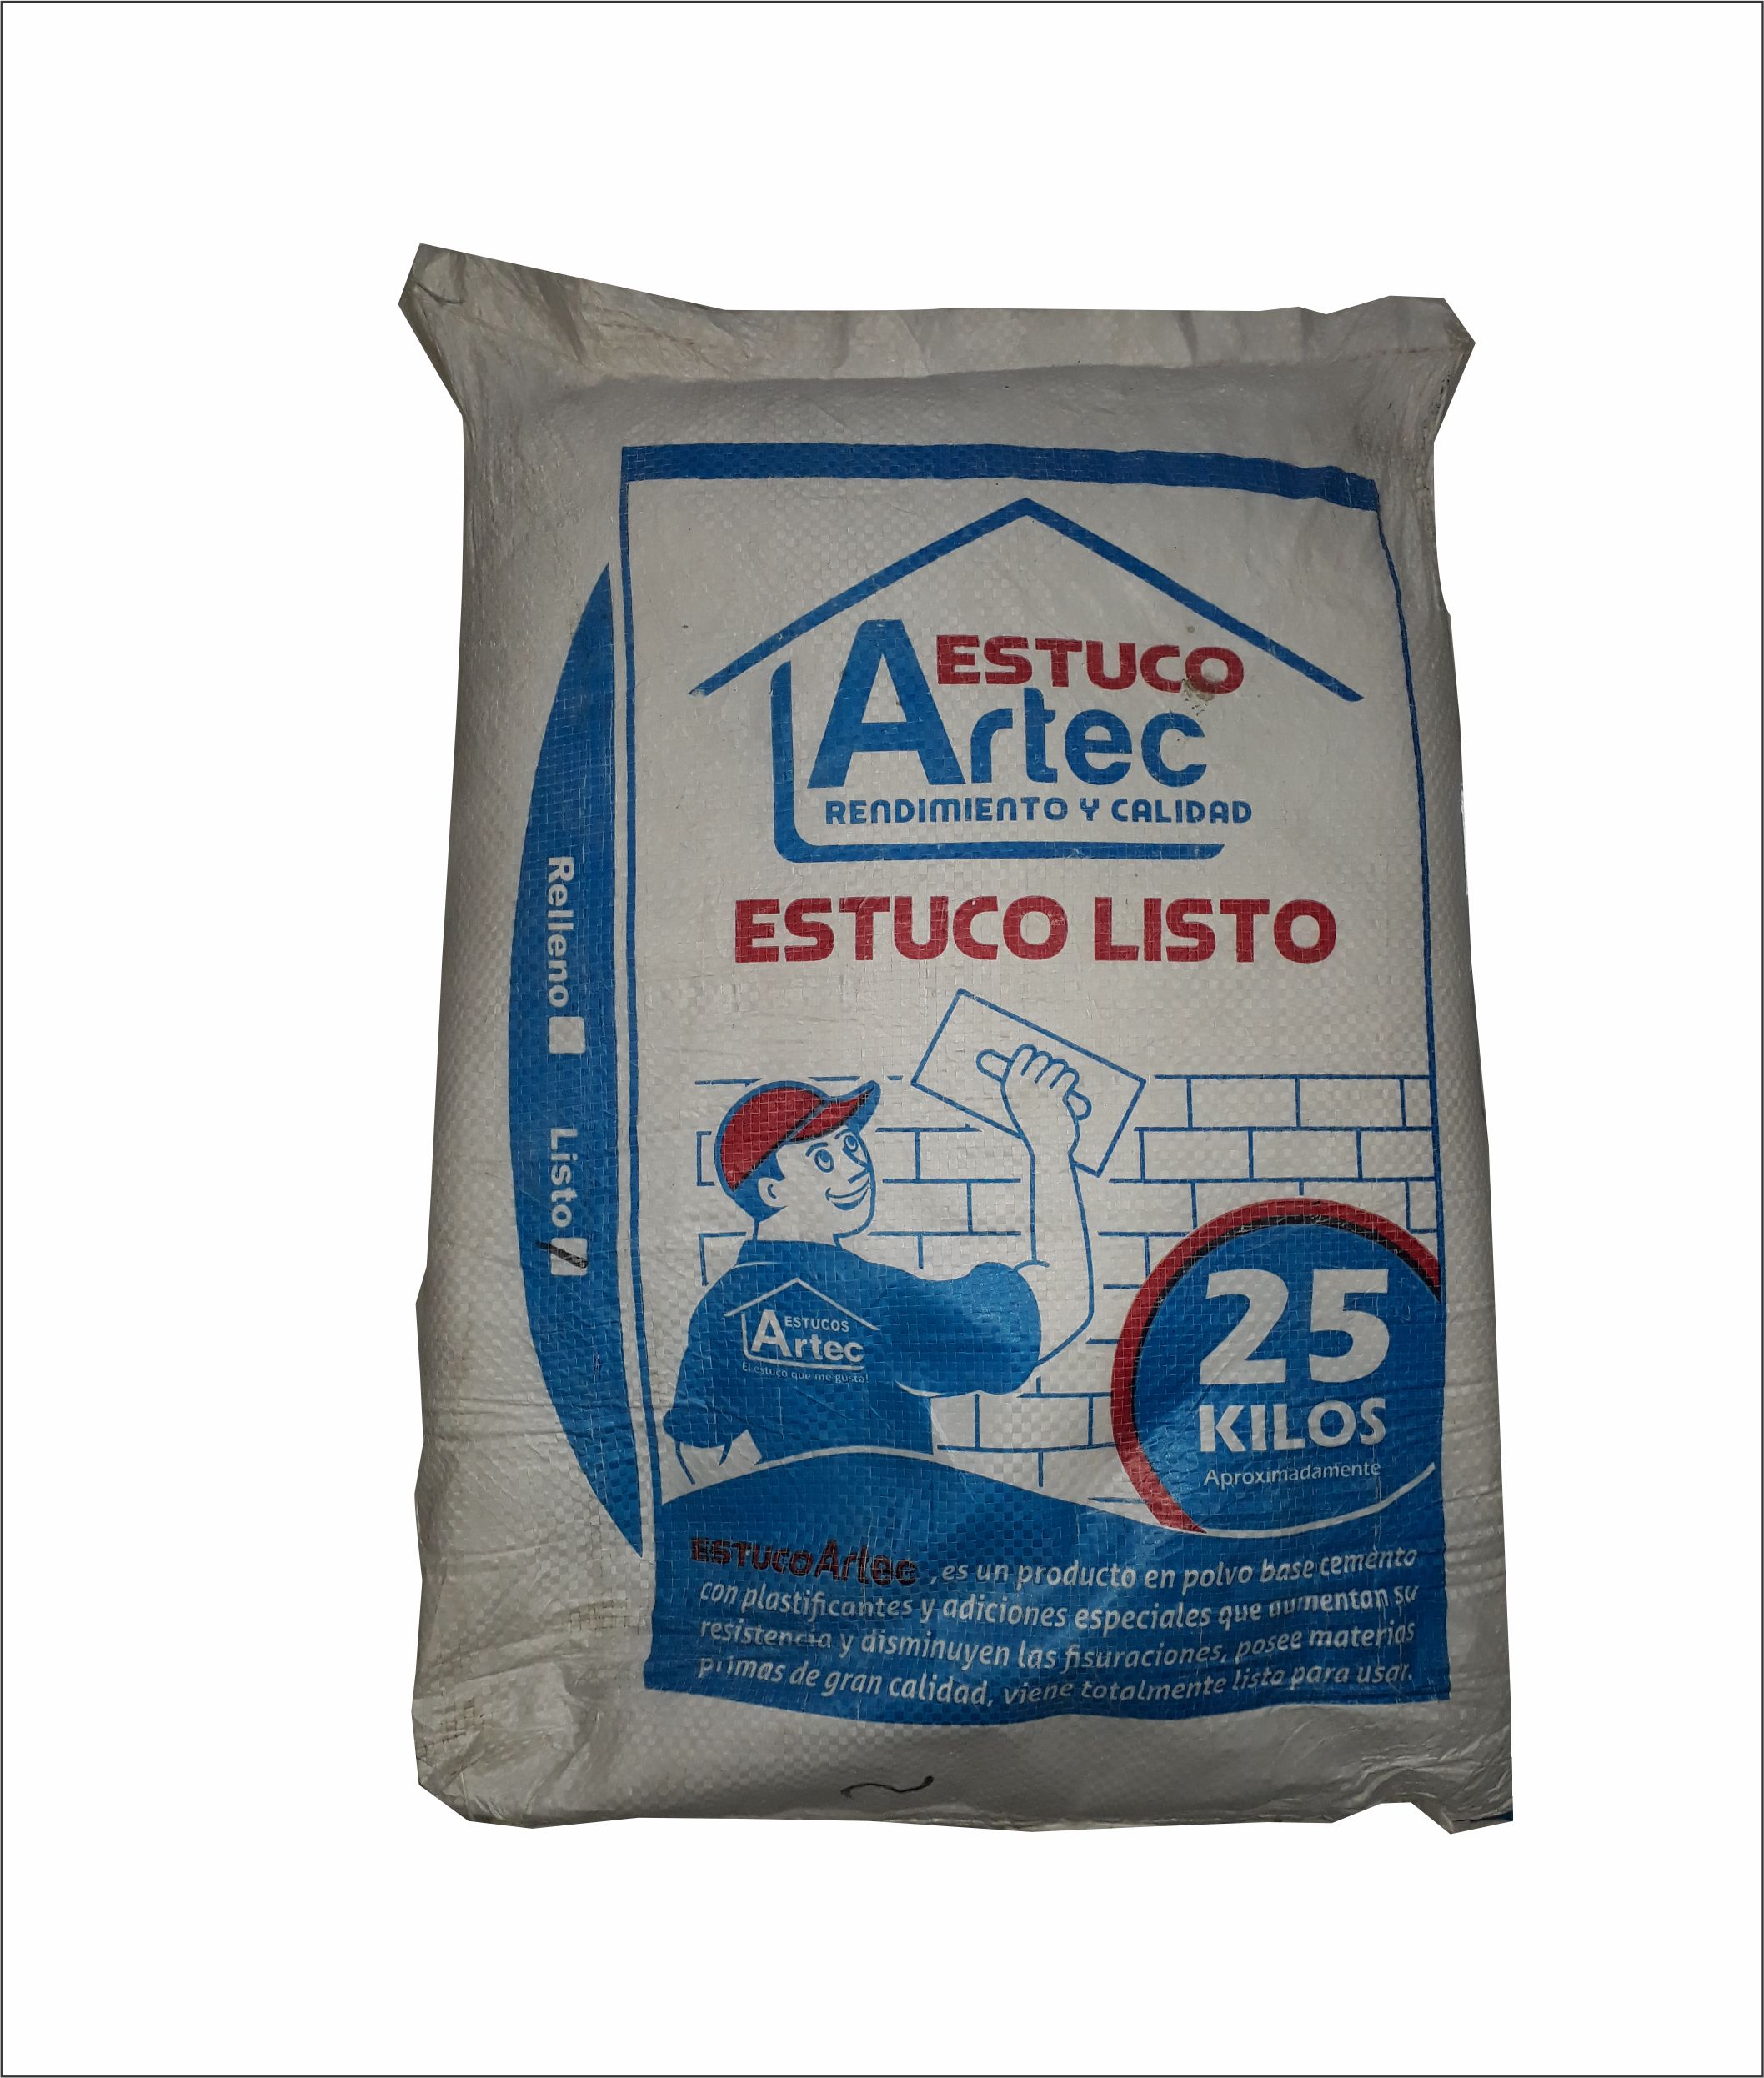 ESTUCO
Artec
RENDIMIENTO Y CALIDAD
ESTUCO LISTO
Relleno
Listo
ESTUCOS
Artec
El estuco que me gusta!
25
KILOS
Aproximadamente
ESTUCO Artec , es un producto en polvo base cemento
con plastificantes y adiciones especiales que aumentan su
resistencia y disminuyen las fisuraciones, posee materias
primas de gran calidad, viene totalmente listo para usar.